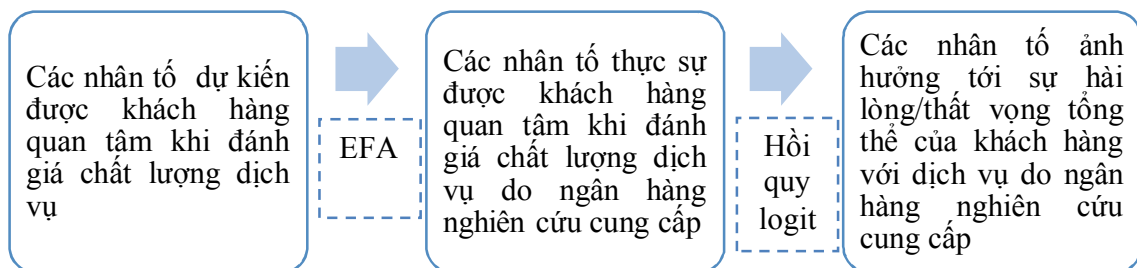 Các nhân tố dự kiến
được khách hàng
quan tâm khi đánh
giá chất lượng dịch
vụ
EFA
Các nhân tố thực sự
được khách hàng
quan tâm khi đánh
giá chất lượng dịch
vụ do ngân hàng
nghiên cứu cung cấp
Hồi
quy
logit
Các nhân tố ảnh
hưởng tới sự hài
lòng/thất vọng tổng
thể của khách hàng
với dịch vụ do ngân
hàng nghiên cứu
cung cấp